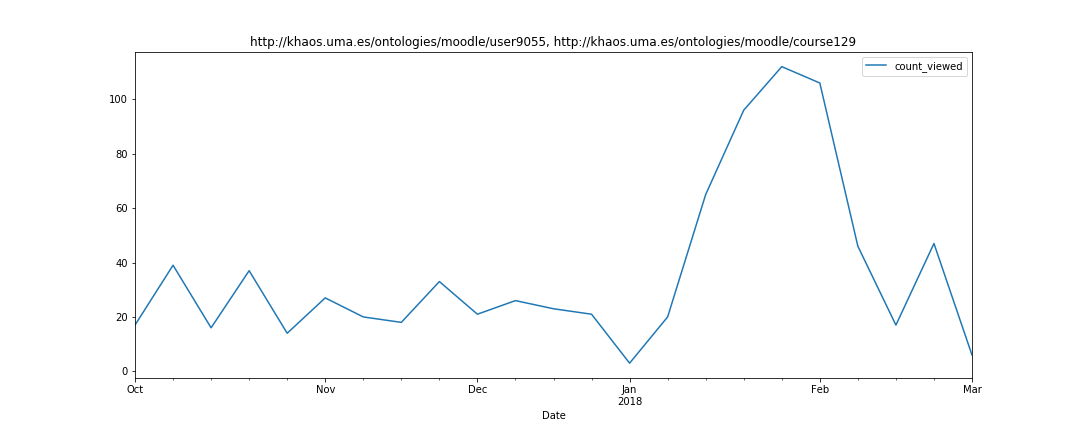 http://khaos.uma.es/ontologies/moodle/user9055, http://khaos.uma.es/ontologies/moodle/course129
count_viewed
100
80
60
40
20
0
Oct Nov Dec Jan Feb Mar
2018
Date